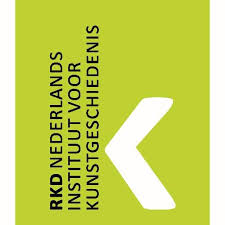 RKD NEDERLANDS
INSTITUUT VOOR
KUNSTGESCHIEDENIS